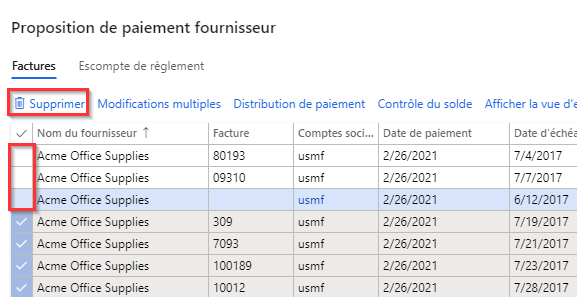 Proposition de paiement fournisseur
Factures Escompte de règlement
Supprimer Modifications multiples Distribution de paiement Contrôle du solde Afficher la vue d'e
Nom du fournisseur ↑ Facture Comptes soci... Date de paiement Date d'échéa
Acme Office Supplies 80193 usmf 2/26/2021 7/4/2017
Acme Office Supplies 09310 usmf 2/26/2021 7/7/2017
Acme Office Supplies usmf 2/26/2021 6/12/2017
Acme Office Supplies 309 usmf 2/26/2021 7/19/2017
Acme Office Supplies 7093 usmf 2/26/2021 7/21/2017
Acme Office Supplies 100189 usmf 2/26/2021 7/23/2017
Acme Office Supplies 10012 usmf 2/26/2021 7/28/2017